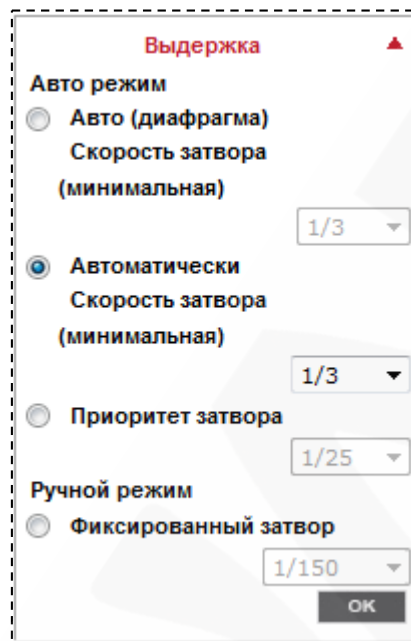 Выдержка
Авто режим
Авто (диафрагма)
Скорость затвора
(минимальная)
1/3
Автоматически
Скорость затвора
(минимальная)
1/3
Приоритет затвора
1/25
Ручной режим
Фиксированный затвор
1/150
OK